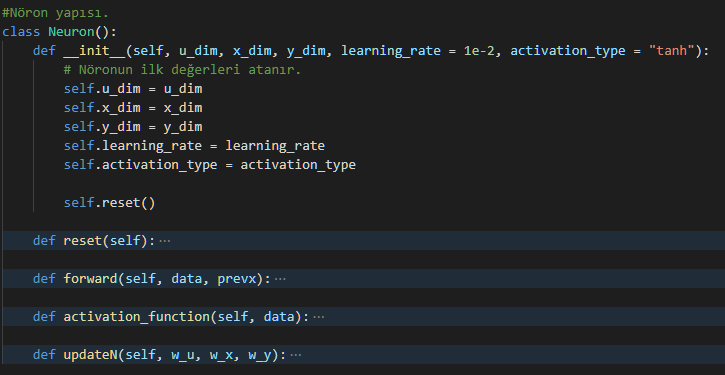 #Nöron yapısı.
class Neuron():
    def __init__(self, u_dim, x_dim, y_dim, learning_rate = 1e-2, activation_type = "tanh"):
        # Nöronun ilk değerleri atanır.
        self.u_dim = u_dim
        self.x_dim = x_dim
        self.y_dim = y_dim
        self.learning_rate = learning_rate
        self.activation_type = activation_type
        self.reset()
    def reset(self): ···
    def forward(self, data, prevx): ···
    def activation_function(self, data): ···
    def updateN(self, w_u, w_x, w_y): ···